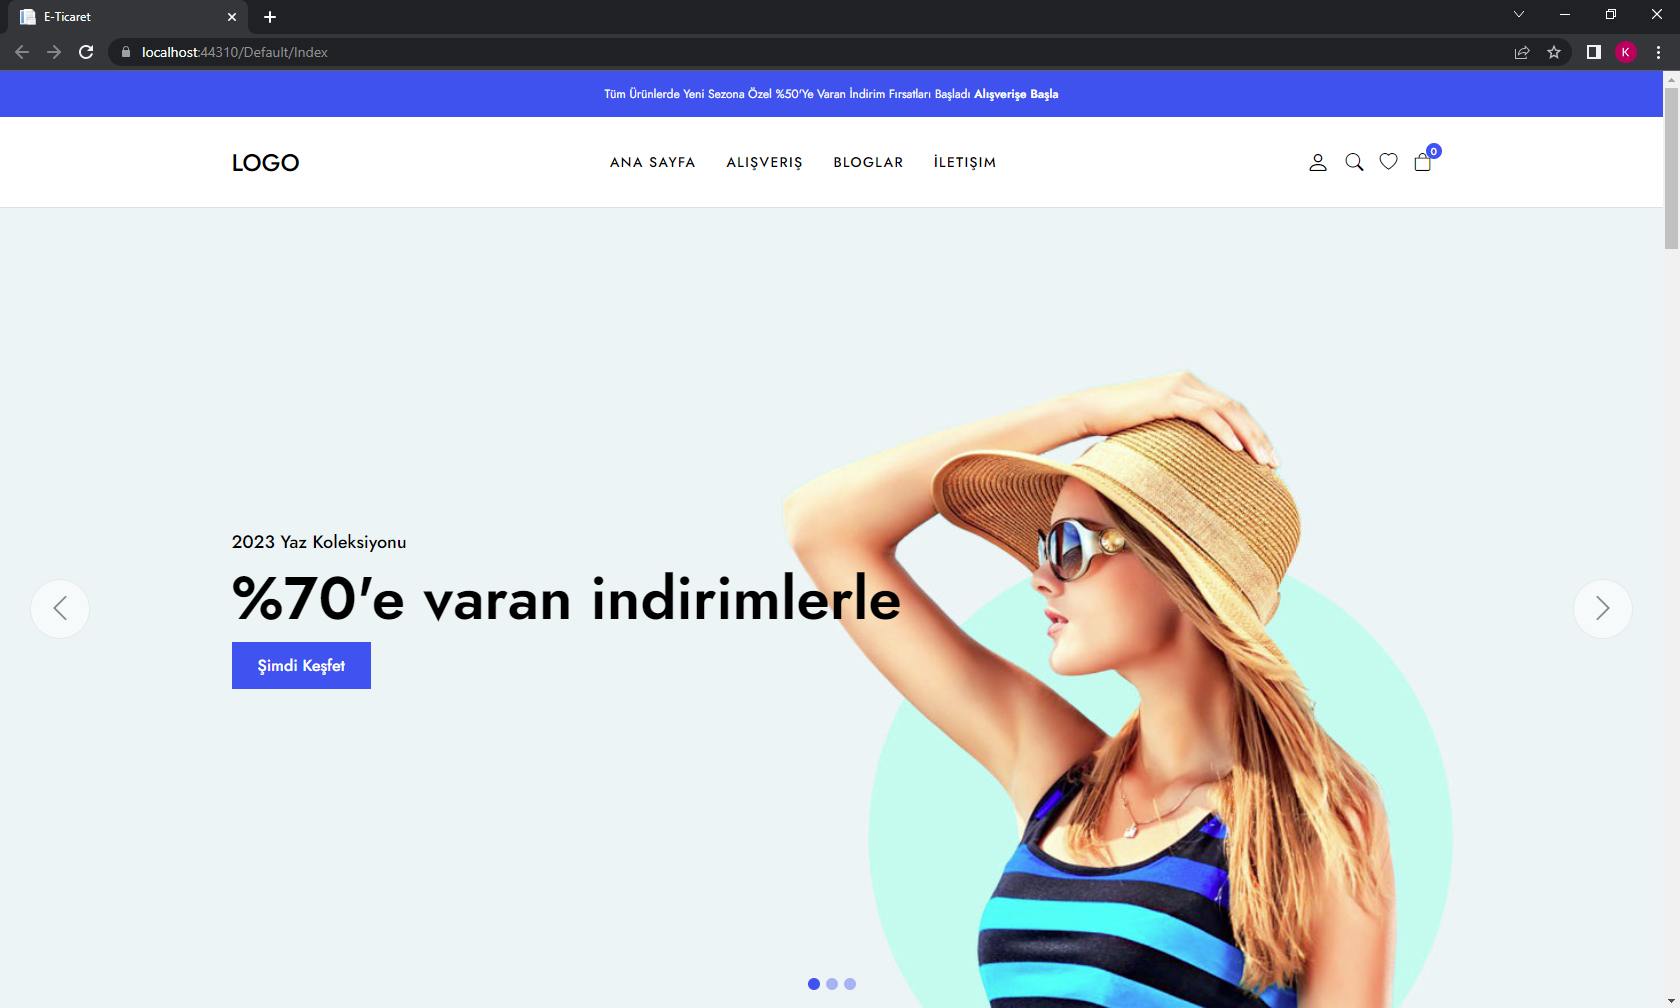 E-Ticaret
localhost:44310/Default/Index
K
Tüm Ürünlerde Yeni Sezona Özel %50'Ye Varan İndirim Fırsatları Başladı Alışverişe Başla
LOGO
ANA SAYFA
ALIŞVERIŞ
BLOGLAR
İLETIŞIM
0
2023 Yaz Koleksiyonu
%70'e varan indirimlerle
Şimdi Keşfet